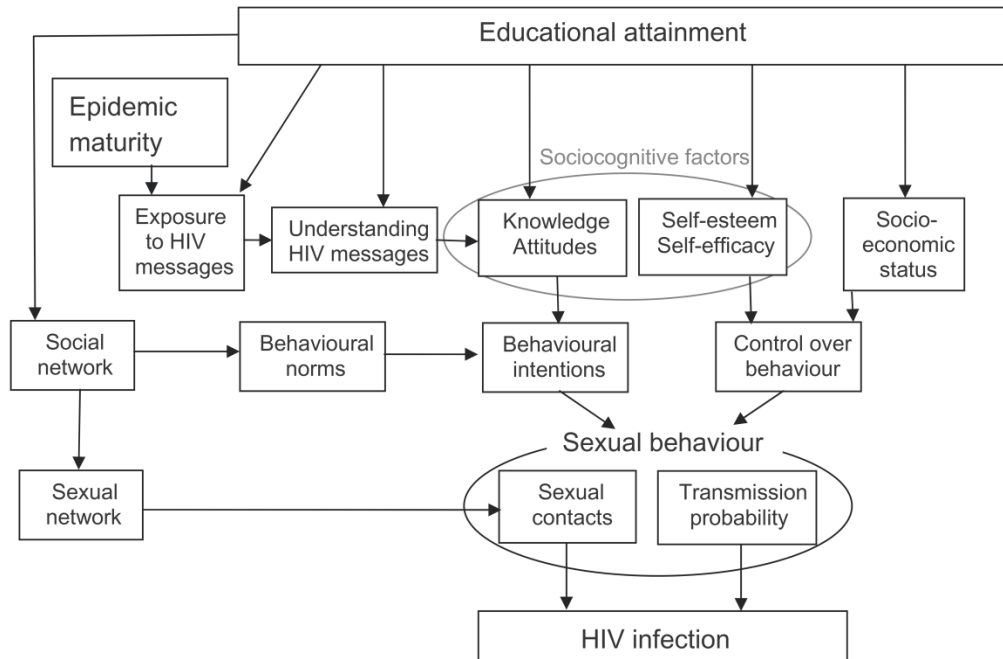 Educational attainment
Epidemic
maturity
Sociocognitive factors
Exposure
to HIV
messages
Understanding
HIV messages
Knowledge
Attitudes
Self-esteem
Self-efficacy
Socio-
economic
status
Social
network
Behavioural
norms
Behavioural
intentions
Control over
behaviour
Sexual behaviour
Sexual
network
Sexual
contacts
Transmission
probability
HIV infection